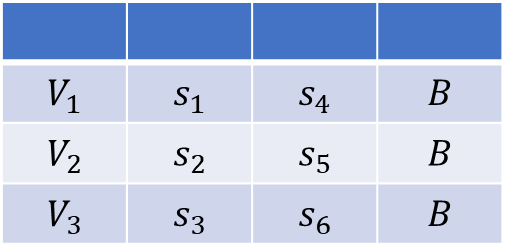 V₁ s₁ s₄ B
V₂ s₂ s₅ B
V₃ s₃ s₆ B